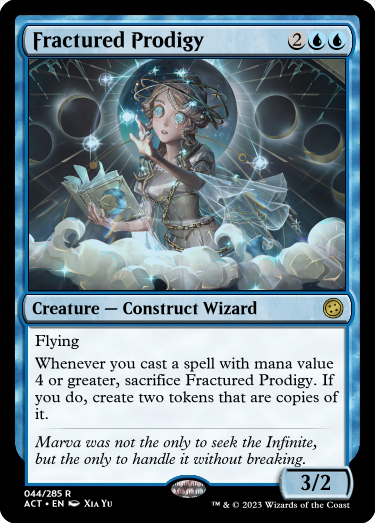 Fractured Prodigy 2
Creature — Construct Wizard
Flying
Whenever you cast a spell with mana value
4 or greater, sacrifice Fractured Prodigy. If
you do, create two tokens that are copies of
it.
Marva was not the only to seek the Infinite,
but the only to handle it without breaking.
3/2
044/285 R
ACT • EN Xia Yu
™ & © 2023 Wizards of the Coast